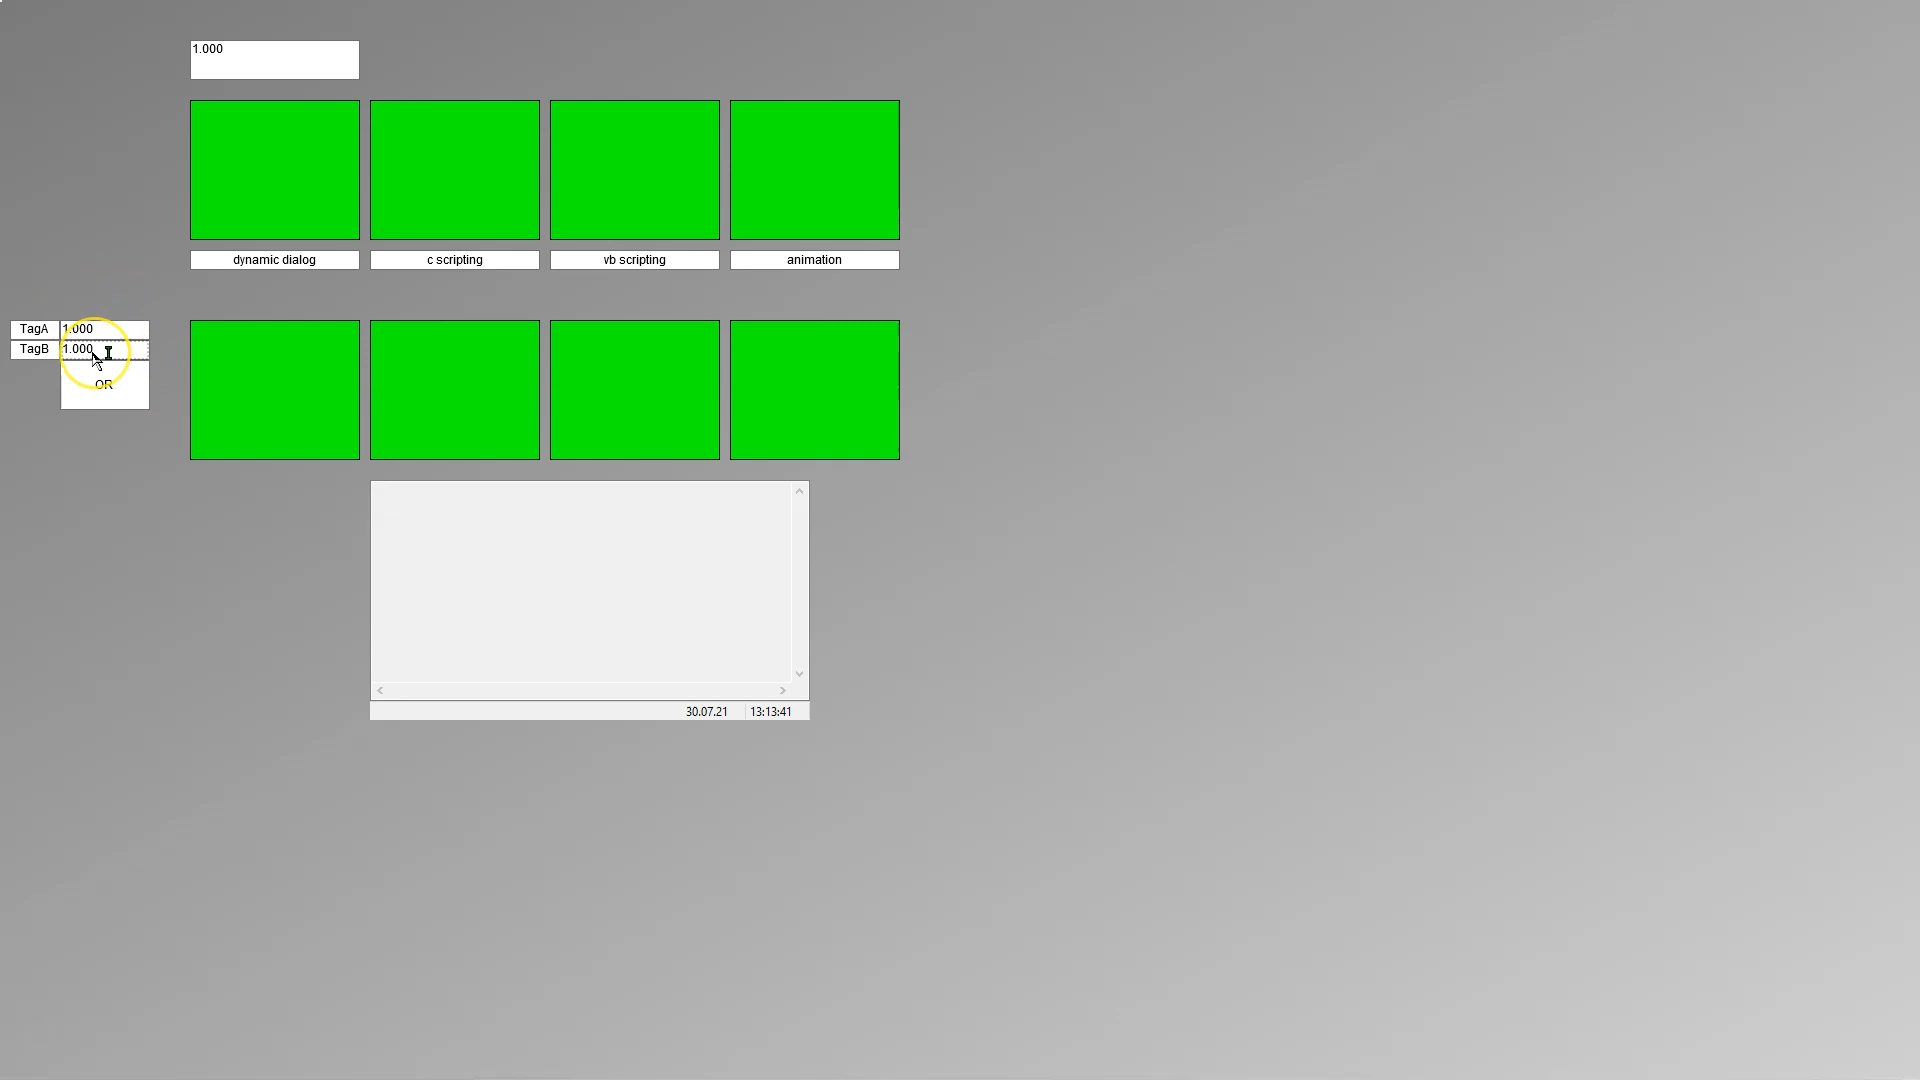 1.000
dynamic dialog
c scripting
vb scripting
animation
TagA 1.000
TagB 1.000
OR
30.07.21 13:13:41